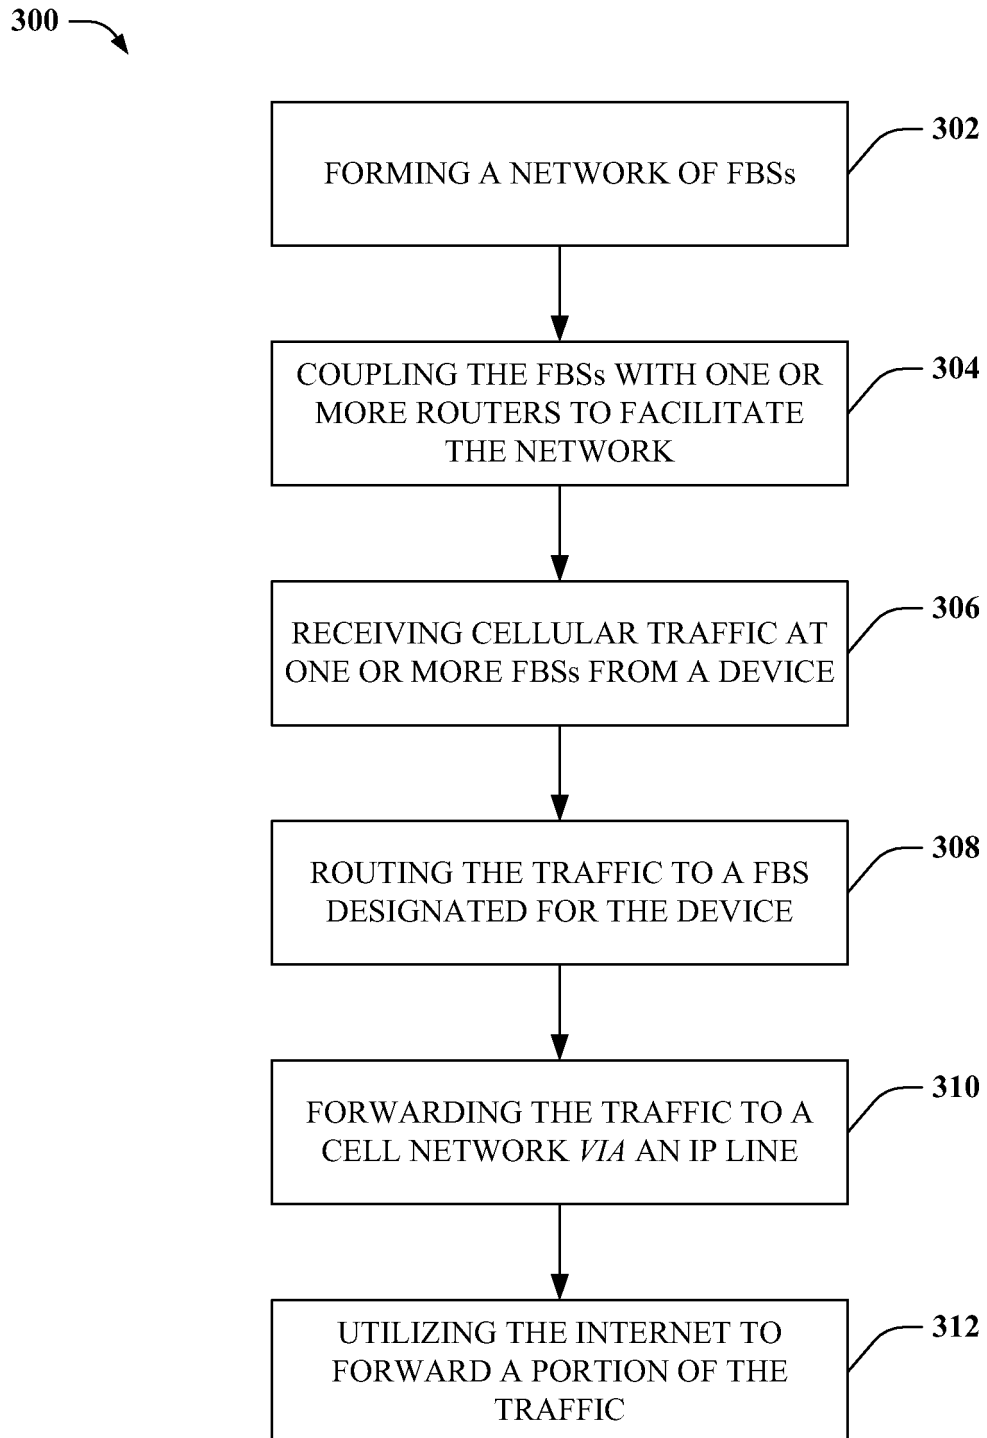 300
302
FORMING A NETWORK OF FBSs
304
COUPLING THE FBSs WITH ONE OR
MORE ROUTERS TO FACILITATE
THE NETWORK
306
RECEIVING CELLULAR TRAFFIC AT
ONE OR MORE FBSs FROM A DEVICE
308
ROUTING THE TRAFFIC TO A FBS
DESIGNATED FOR THE DEVICE
310
FORWARDING THE TRAFFIC TO A
CELL NETWORK VIA AN IP LINE
312
UTILIZING THE INTERNET TO
FORWARD A PORTION OF THE
TRAFFIC